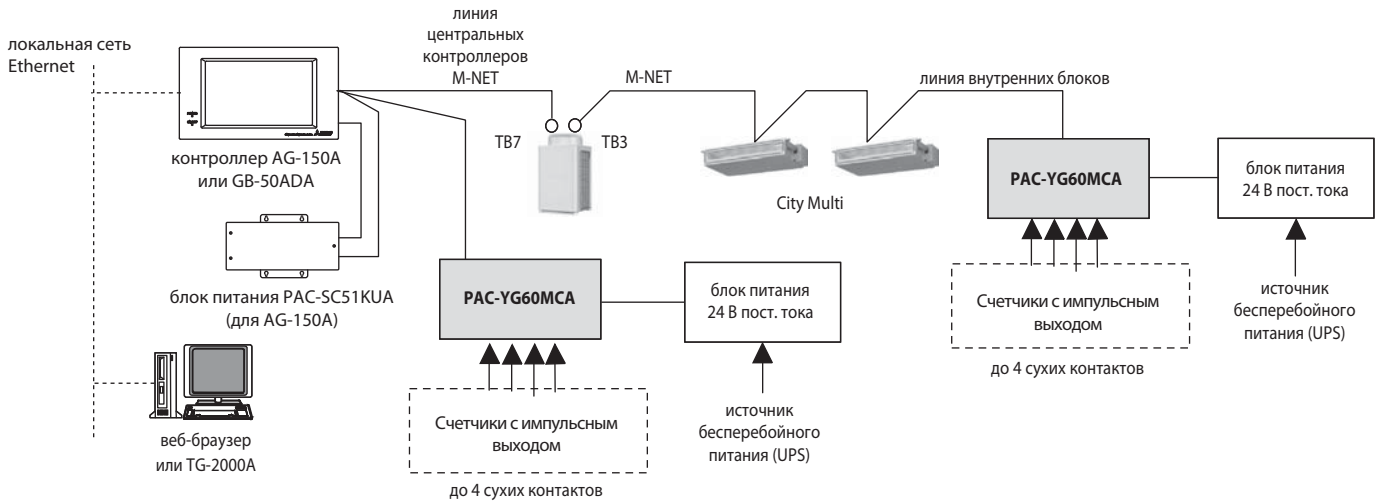 локальная сеть
Ethernet
линия
центральных
контроллеров
M-NET
M-NET
линия внутренних блоков
TB7
TB3
контроллер AG-150A
или GB-50ADA
City Multi
PAC-YG60MCA
блок питания
24 В пост. тока
блок питания PAC-SC51KUA
(для AG-150A)
PAC-YG60MCA
блок питания
24 В пост. тока
Счетчики с импульсным
выходом
источник
бесперебойного
питания (UPS)
до 4 сухих контактов
веб-браузер
или TG-2000A
Счетчики с импульсным
выходом
источник
бесперебойного
питания (UPS)
до 4 сухих контактов